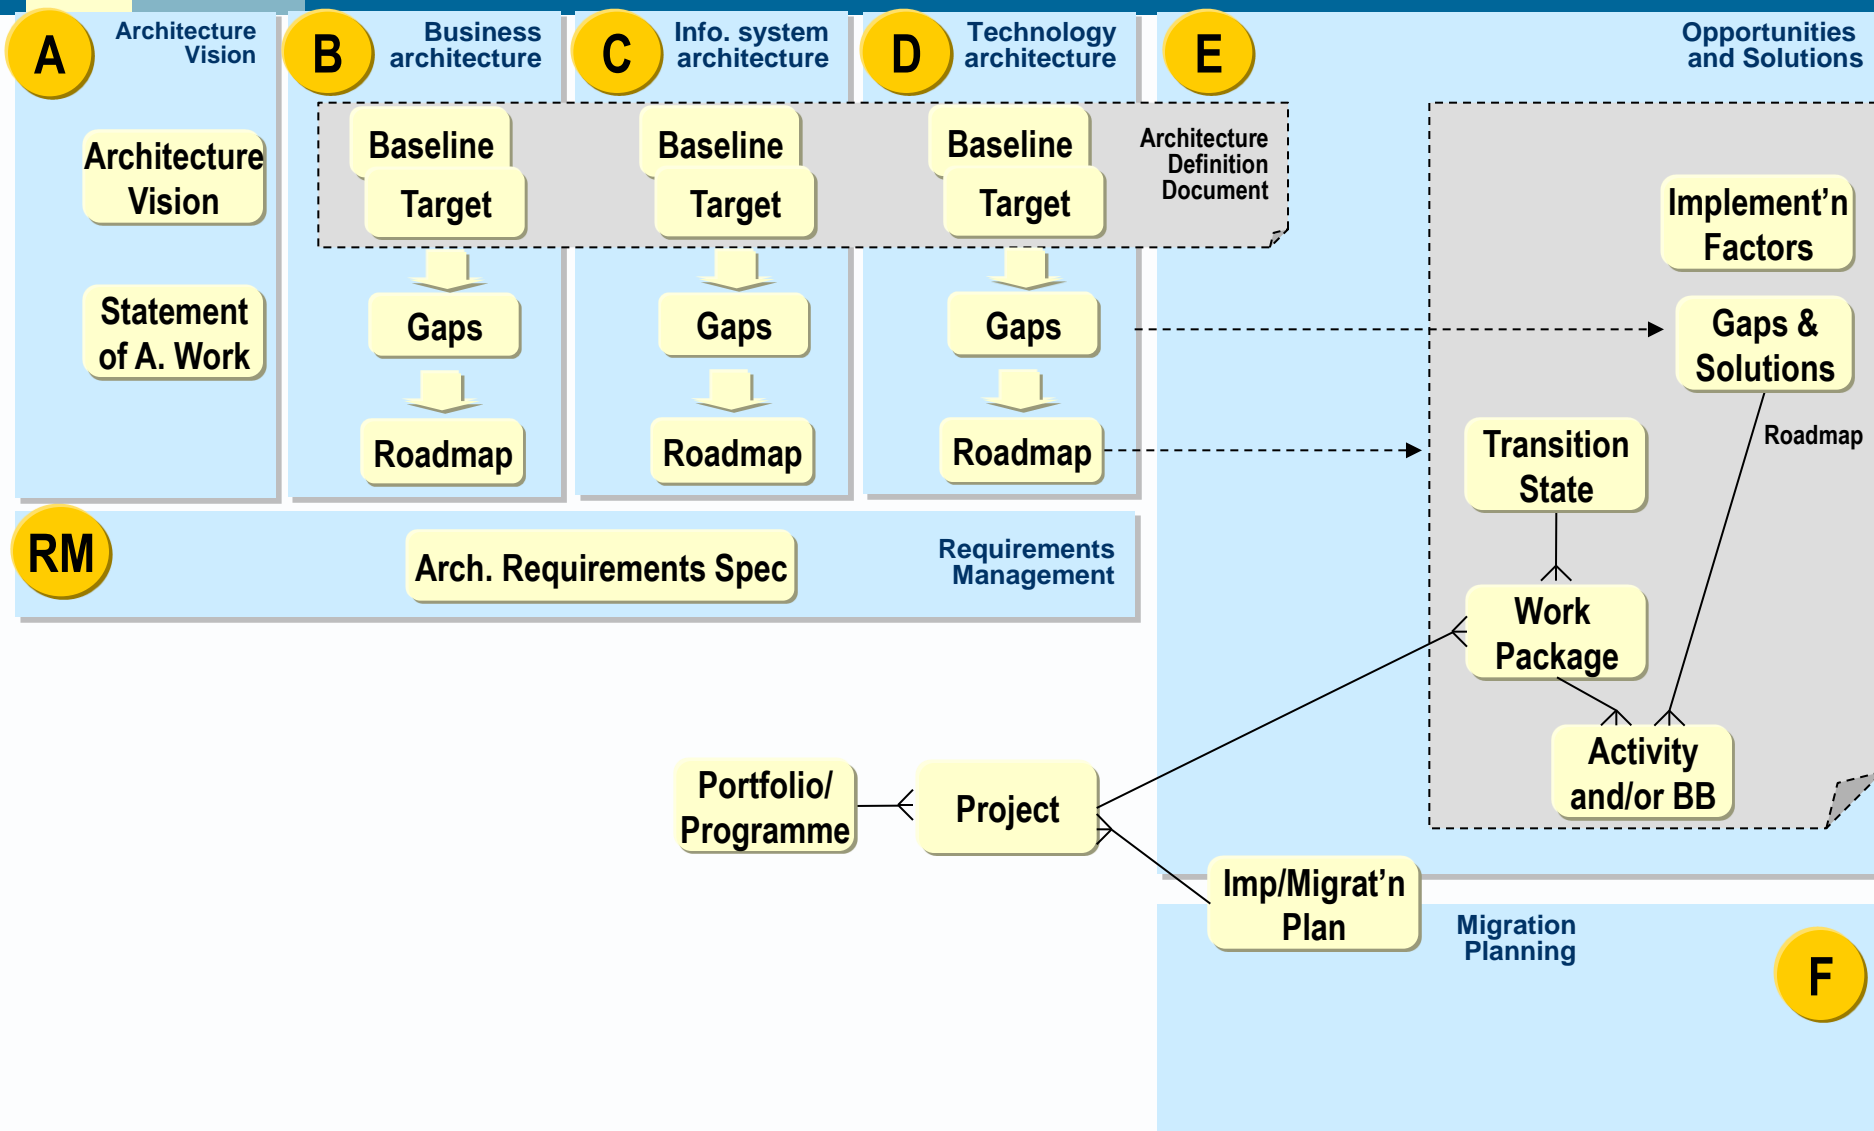 A
Architecture
Vision
Architecture
Vision
Statement
of A. Work
B
Business
architecture
Baseline
Target
Gaps
Roadmap
C
Info. system
architecture
Baseline
Target
Gaps
Roadmap
D
Technology
architecture
Baseline
Target
Gaps
Roadmap
Architecture
Definition
Document
E
Opportunities
and Solutions
Implement’n
Factors
Gaps &
Solutions
Roadmap
Transition
State
Work
Package
Activity
and/or BB
RM
Arch. Requirements Spec
Requirements
Management
Portfolio/
Programme
Project
Imp/Migrat’n
Plan
Migration
Planning
F